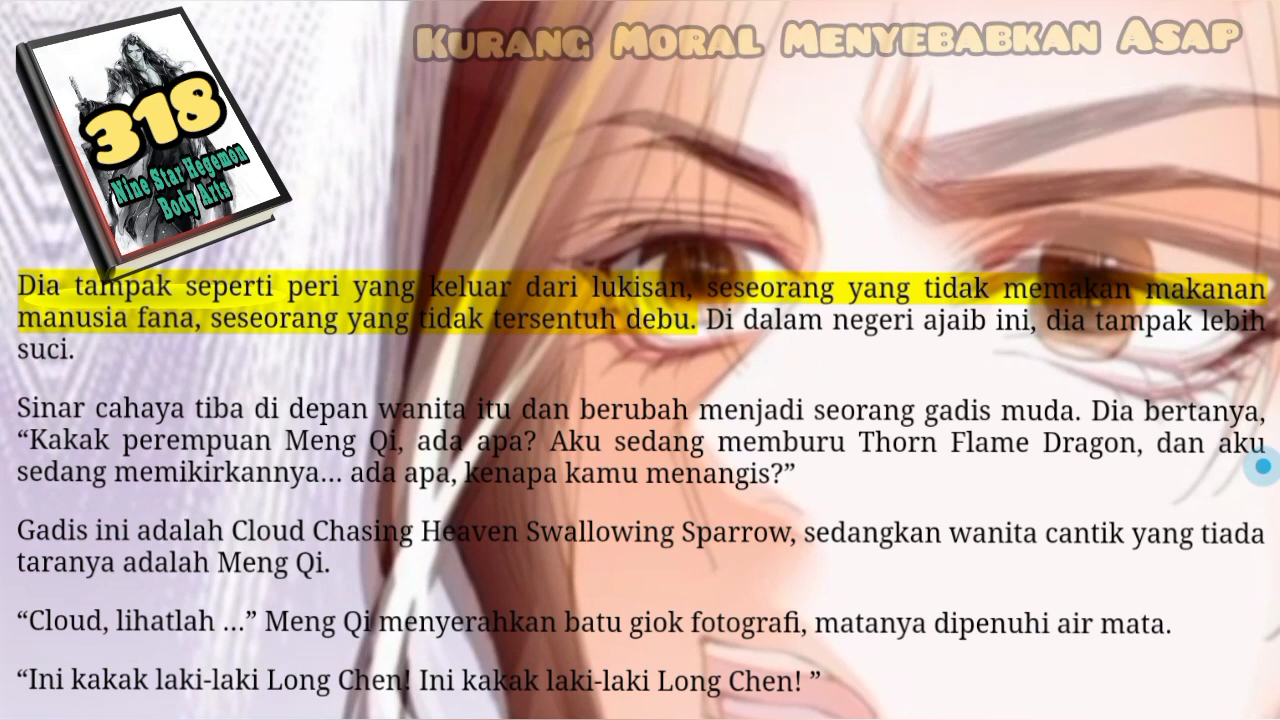 Kurang Moral Menyebabkan Asap
318
Nine Star Hegemon
Body Arts
Dia tampak seperti peri yang keluar dari lukisan, seseorang yang tidak memakan makanan
manusia fana, seseorang yang tidak tersentuh debu. Di dalam negeri ajaib ini, dia tampak lebih
suci.
Sinar cahaya tiba di depan wanita itu dan berubah menjadi seorang gadis muda. Dia bertanya,
“Kakak perempuan Meng Qi, ada apa? Aku sedang memburu Thorn Flame Dragon, dan aku
sedang memikirkannya… ada apa, kenapa kamu menangis?”
Gadis ini adalah Cloud Chasing Heaven Swallowing Sparrow, sedangkan wanita cantik yang tiada
taranya adalah Meng Qi.
“Cloud, lihatlah …” Meng Qi menyerahkan batu giok fotografi, matanya dipenuhi air mata.
“Ini kakak laki-laki Long Chen! Ini kakak laki-laki Long Chen! ”